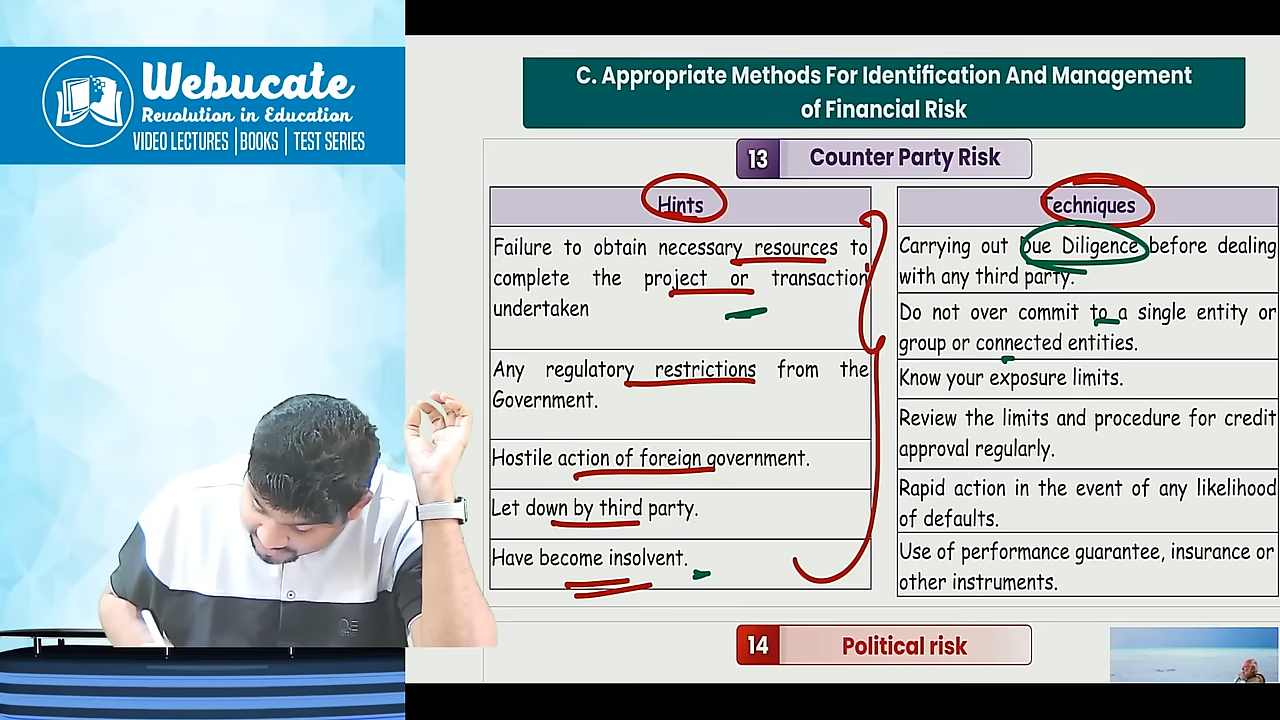 Webucate
Revolution in Education
VIDEO LECTURES | BOOKS | TEST SERIES
C. Appropriate Methods For Identification And Management
of Financial Risk
13 Counter Party Risk
Hints
Failure to obtain necessary resources to
complete the project or transaction
undertaken
Any regulatory restrictions from the
Government.
Hostile action of foreign government.
Let down by third party.
Have become insolvent.
Techniques
Carrying out Due Diligence before dealing
with any third party.
Do not over commit to a single entity or
group or connected entities.
Know your exposure limits.
Review the limits and procedure for credit
approval regularly.
Rapid action in the event of any likelihood
of defaults.
Use of performance guarantee, insurance or
other instruments.
14 Political risk